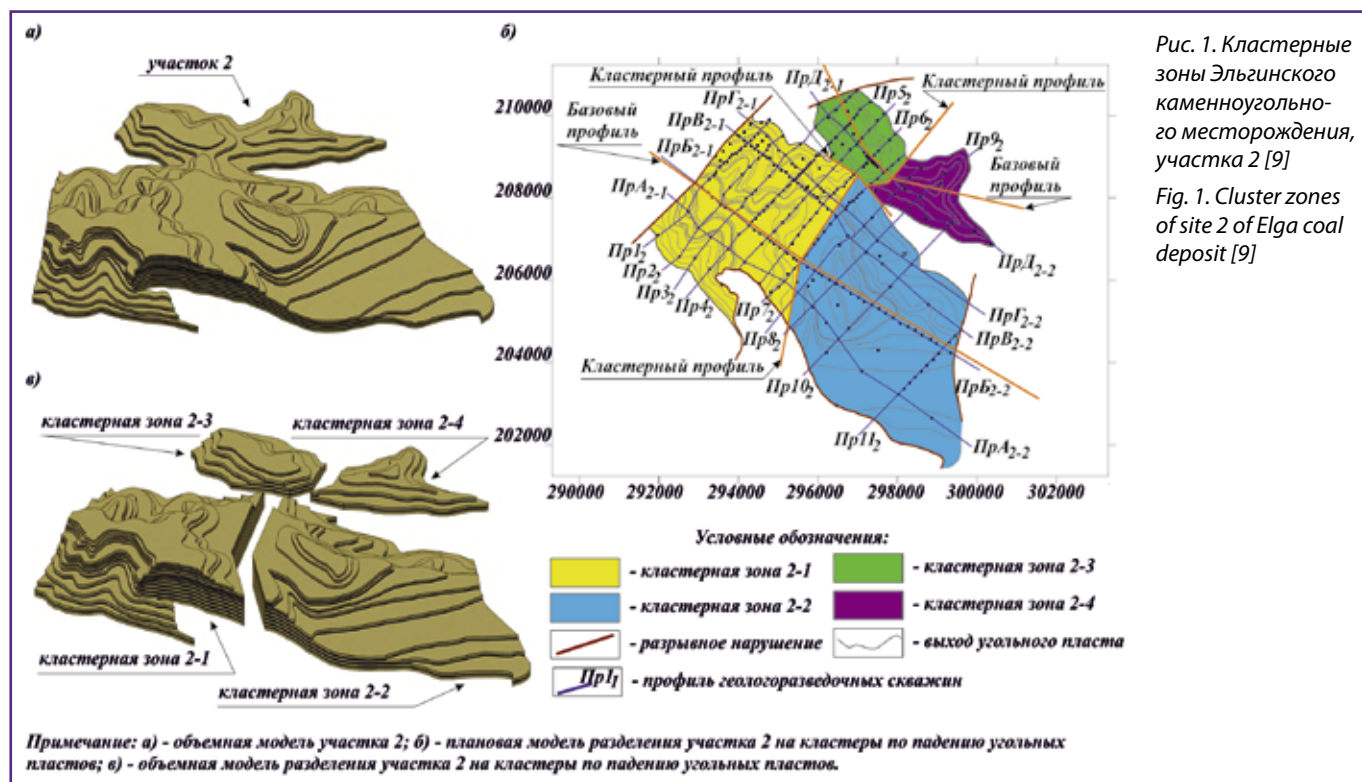 а)
участок 2
б)
Кластерный профиль
ПрД2-1
Пр52
Кластерный профиль
Базовый профиль
ПрГ2-1
ПрВ2-1
ПрБ2-1
ПрА2-1
Пр62
Пр92
Базовый профиль
210000
208000
206000
204000
202000
Пр12
Пр22
Пр32
Пр42
Пр72
Пр82
Кластерный профиль
Пр102
Пр112
ПрД2-2
ПрГ2-2
ПрВ2-2
ПрБ2-2
ПрА2-2
290000 292000 294000 296000 298000 300000 302000
в)
кластерная зона 2-3
кластерная зона 2-4
кластерная зона 2-1
кластерная зона 2-2
Условные обозначения:
- кластерная зона 2-1
- кластерная зона 2-3
- кластерная зона 2-2
- кластерная зона 2-4
- разрывное нарушение
- выход угольного пласта
Пр1I - профиль геологоразведочных скважин
Примечание: а) - объемная модель участка 2; б) - плановая модель разделения участка 2 на кластеры по падению угольных
пластов; в) - объемная модель разделения участка 2 на кластеры по падению угольных пластов.
Рис. 1. Кластерные
зоны Эльгинского
каменноугольно-
го месторождения,
участка 2 [9]
Fig. 1. Cluster zones
of site 2 of Elga coal
deposit [9]